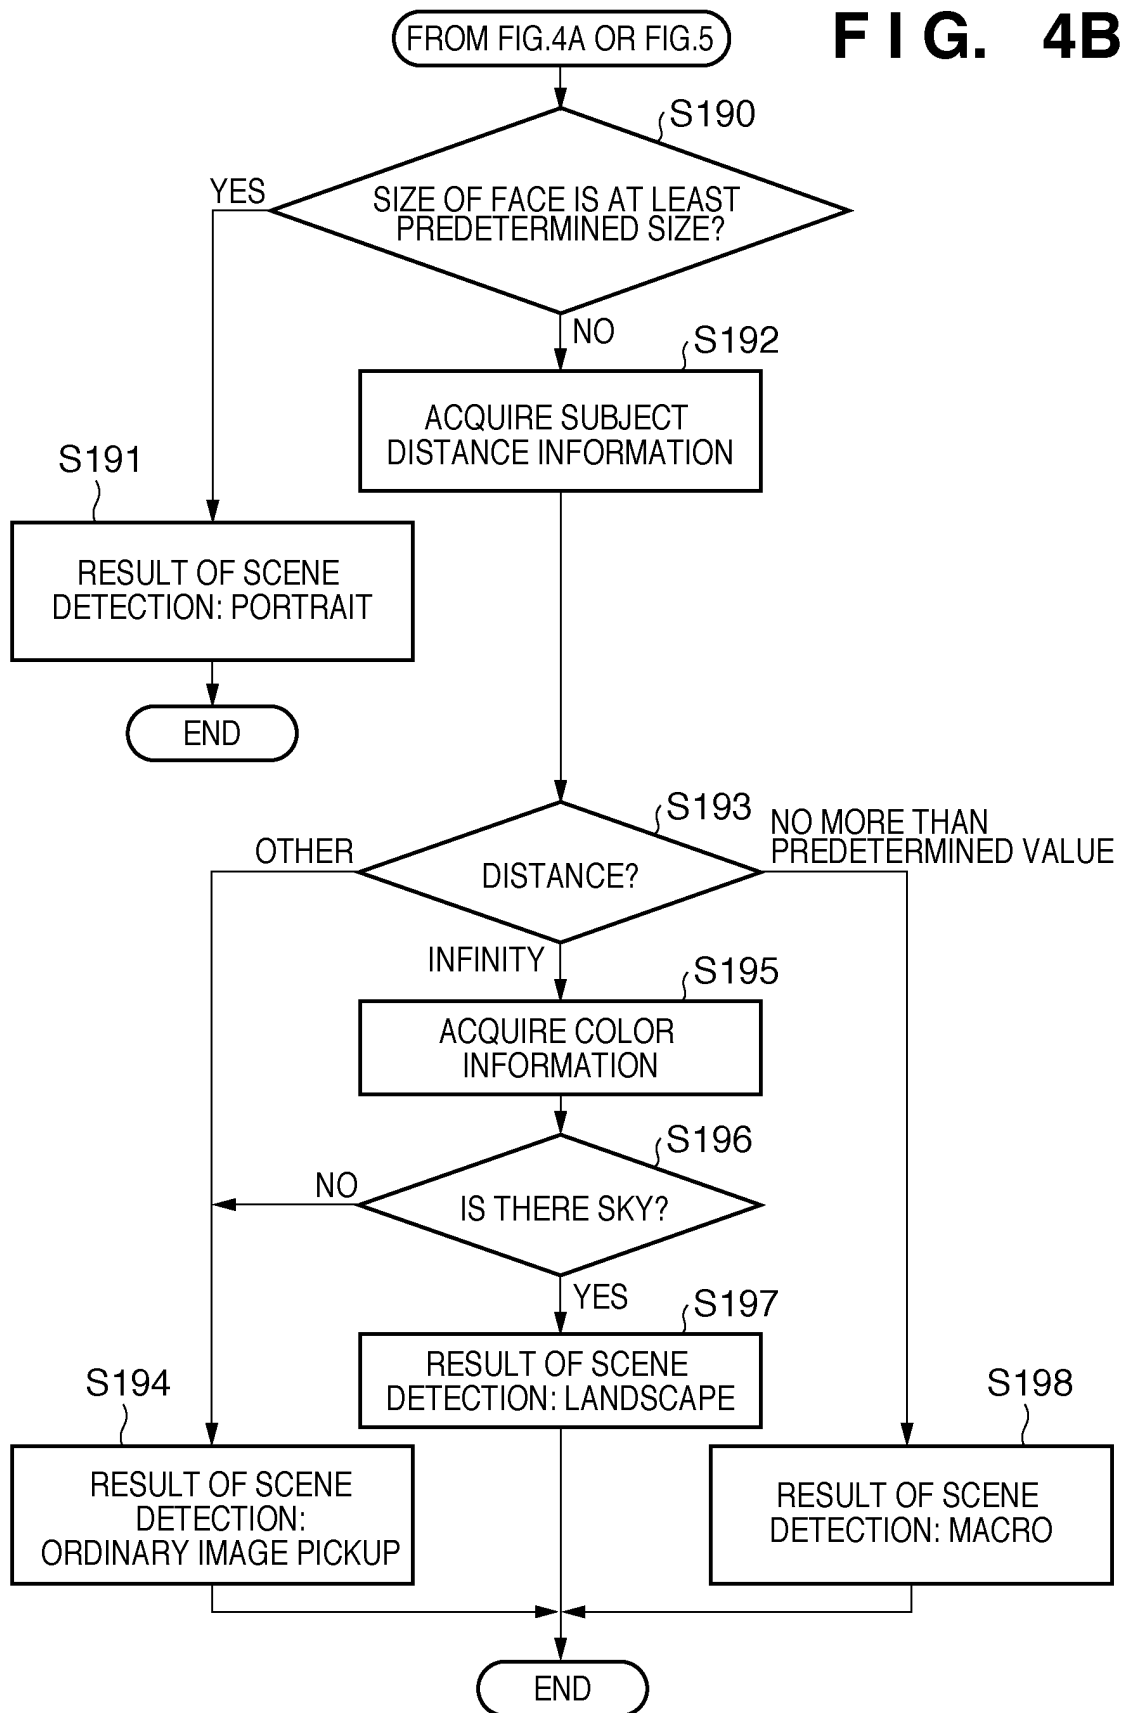 FROM FIG.4A OR FIG.5
FIG. 4B
S190
YES
SIZE OF FACE IS AT LEAST
PREDETERMINED SIZE?
NO
S192
ACQUIRE SUBJECT
DISTANCE INFORMATION
S191
RESULT OF SCENE
DETECTION: PORTRAIT
END
S193
NO MORE THAN
PREDETERMINED VALUE
OTHER
DISTANCE?
INFINITY
S195
ACQUIRE COLOR
INFORMATION
S196
NO
IS THERE SKY?
YES
S197
RESULT OF SCENE
DETECTION: LANDSCAPE
S194
S198
RESULT OF SCENE
DETECTION:
ORDINARY IMAGE PICKUP
RESULT OF SCENE
DETECTION: MACRO
END